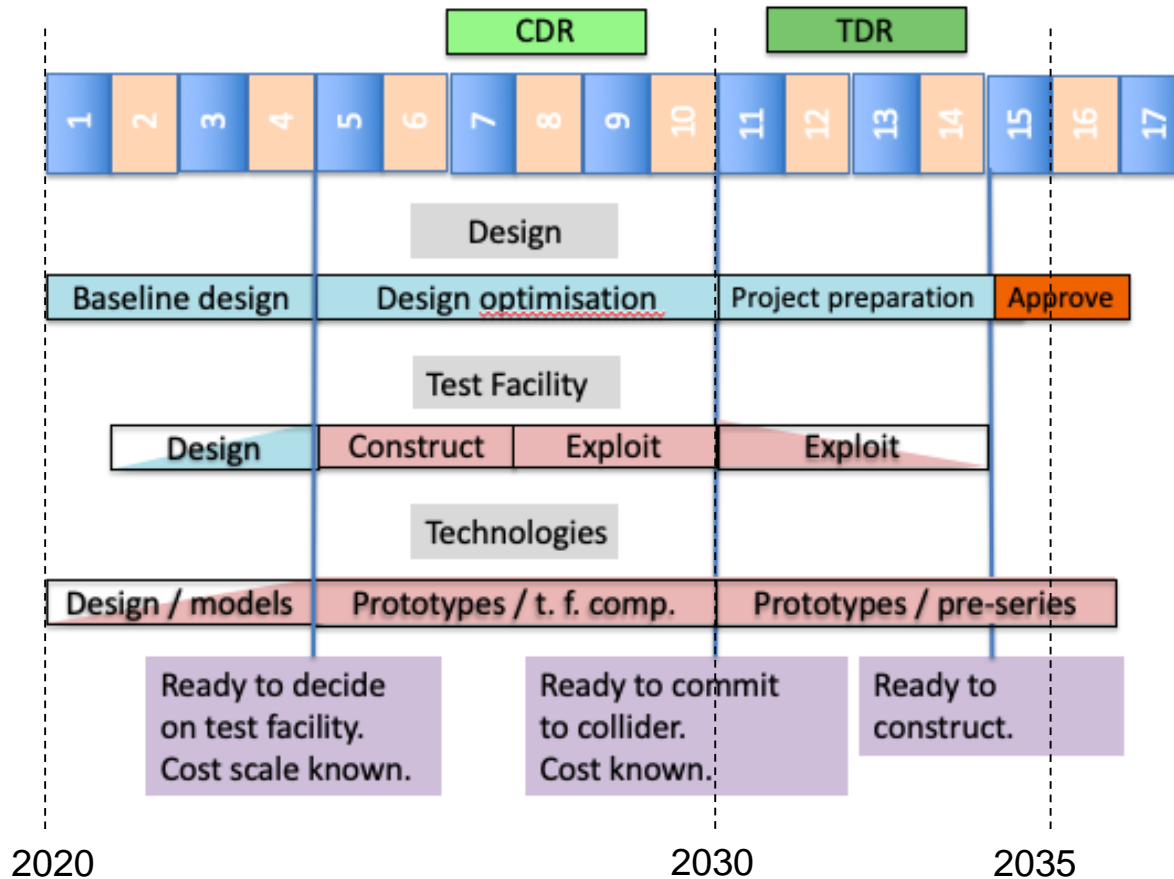 CDR
TDR
1 2 3 4 5 6 7 8 9 10 11 12 13 14 15 16 17
Design
Baseline design
Design optimisation
Project preparation
Approve
Test Facility
Design
Construct
Exploit
Exploit
Technologies
Design / models
Prototypes / t. f. comp.
Prototypes / pre-series
Ready to decide
on test facility.
Cost scale known.
Ready to commit
to collider.
Cost known.
Ready to
construct.
2020
2030
2035